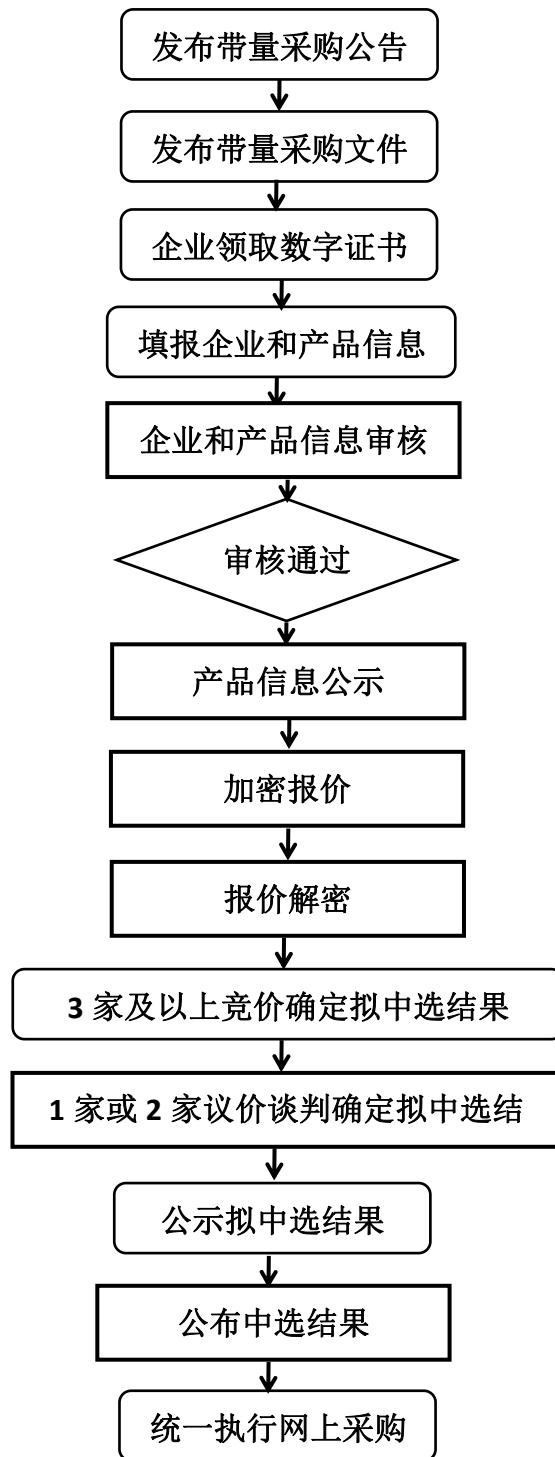 发布带量采购公告
发布带量采购文件
企业领取数字证书
填报企业和产品信息
企业和产品信息审核
审核通过
产品信息公示
加密报价
报价解密
3 家及以上竞价确定拟中选结果
1 家或 2 家议价谈判确定拟中选结
公示拟中选结果
公布中选结果
统一执行网上采购